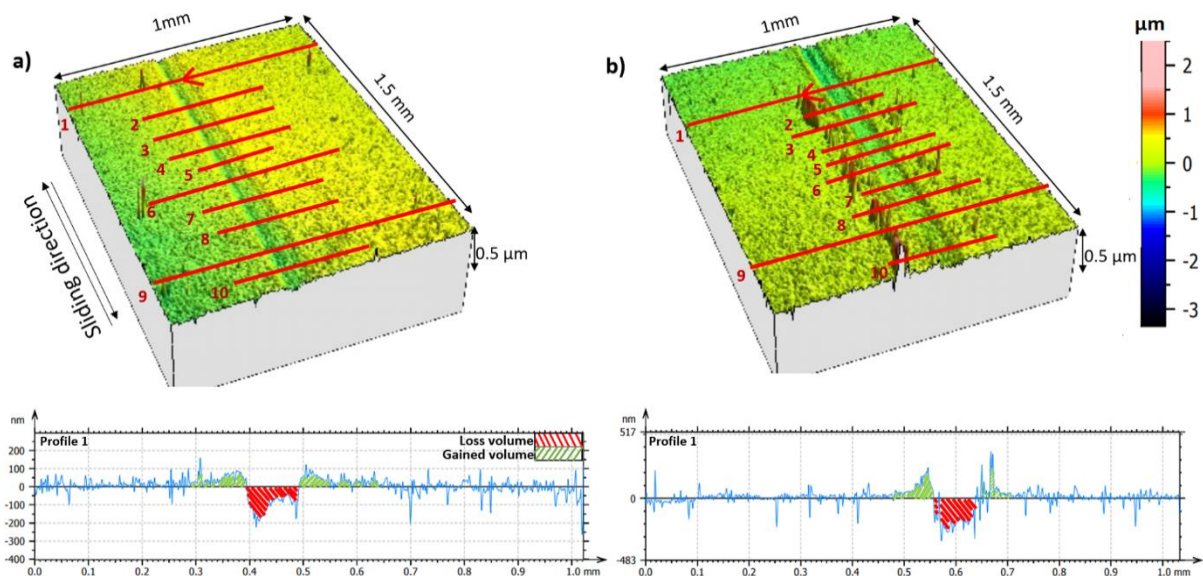 a)
1mm
1.5 mm
1
2
3
4
5
6
7
8
9
10
Sliding direction
0.5 µm
b)
1mm
1.5 mm
1
2
3
4
5
6
7
8
9
10
0.5 µm
µm
2
1
0
-1
-2
-3
nm
Profile 1
Loss volume
Gained volume
200
100
0
-100
-200
-300
-400
0.0 0.1 0.2 0.3 0.4 0.5 0.6 0.7 0.8 0.9 1.0 mm
nm
517
Profile 1
0
-483
0.0 0.1 0.2 0.3 0.4 0.5 0.6 0.7 0.8 0.9 1.0 mm